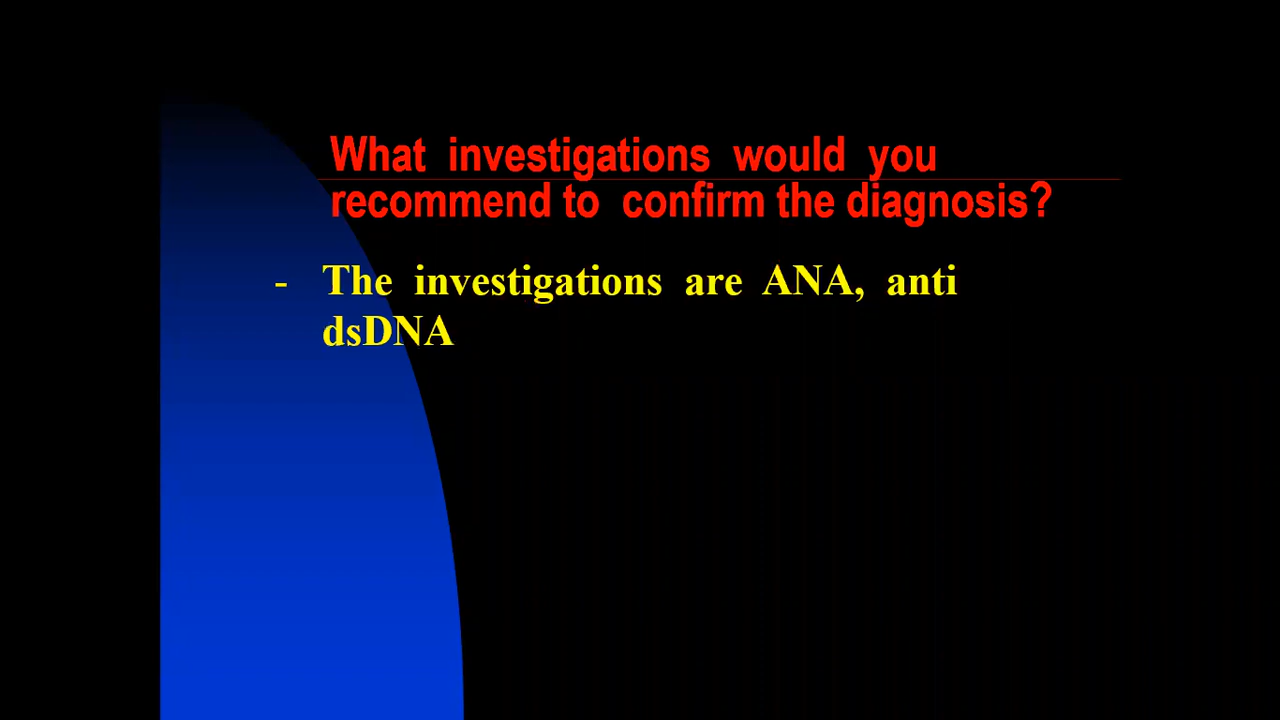 What investigations would you
recommend to confirm the diagnosis?
- The investigations are ANA, anti
dsDNA